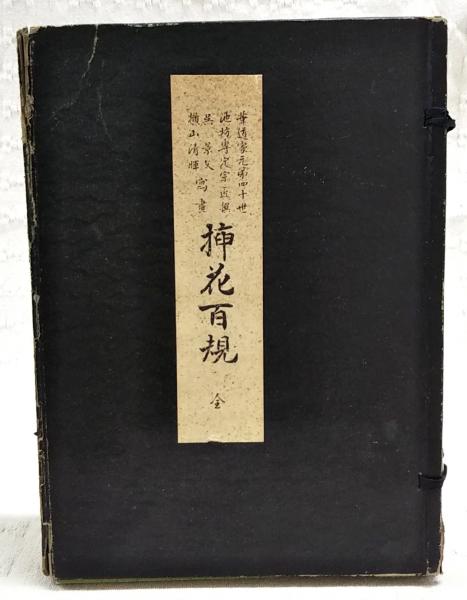 華道家元第四十世
池坊専定宗匠撰
呉景文
横山清暉 寫畫
挿花百規
全